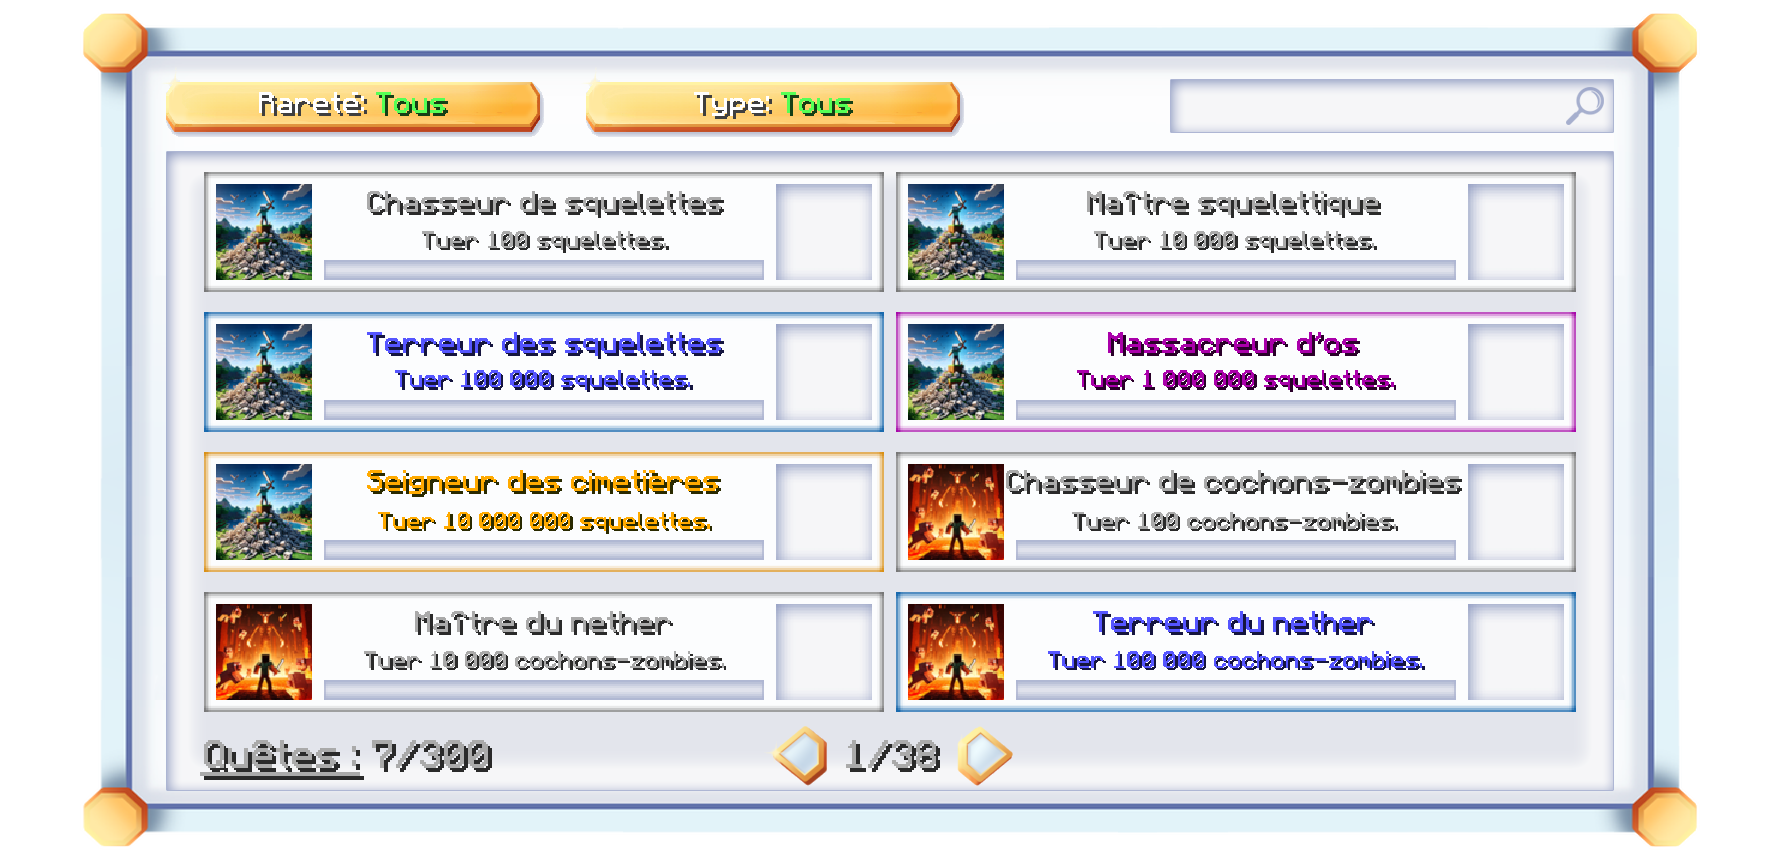 Rareté: Tous
Type: Tous
Chasseur de squelettes
Tuer 100 squelettes.
Maître squelettique
Tuer 10 000 squelettes.
Terreur des squelettes
Tuer 100 000 squelettes.
Massacreur d'os
Tuer 1 000 000 squelettes.
Seigneur des cimetières
Tuer 10 000 000 squelettes.
Chasseur de cochons-zombies
Tuer 100 cochons-zombies.
Maître du nether
Tuer 10 000 cochons-zombies.
Terreur du nether
Tuer 100 000 cochons-zombies.
Quêtes : 7/300
1/38